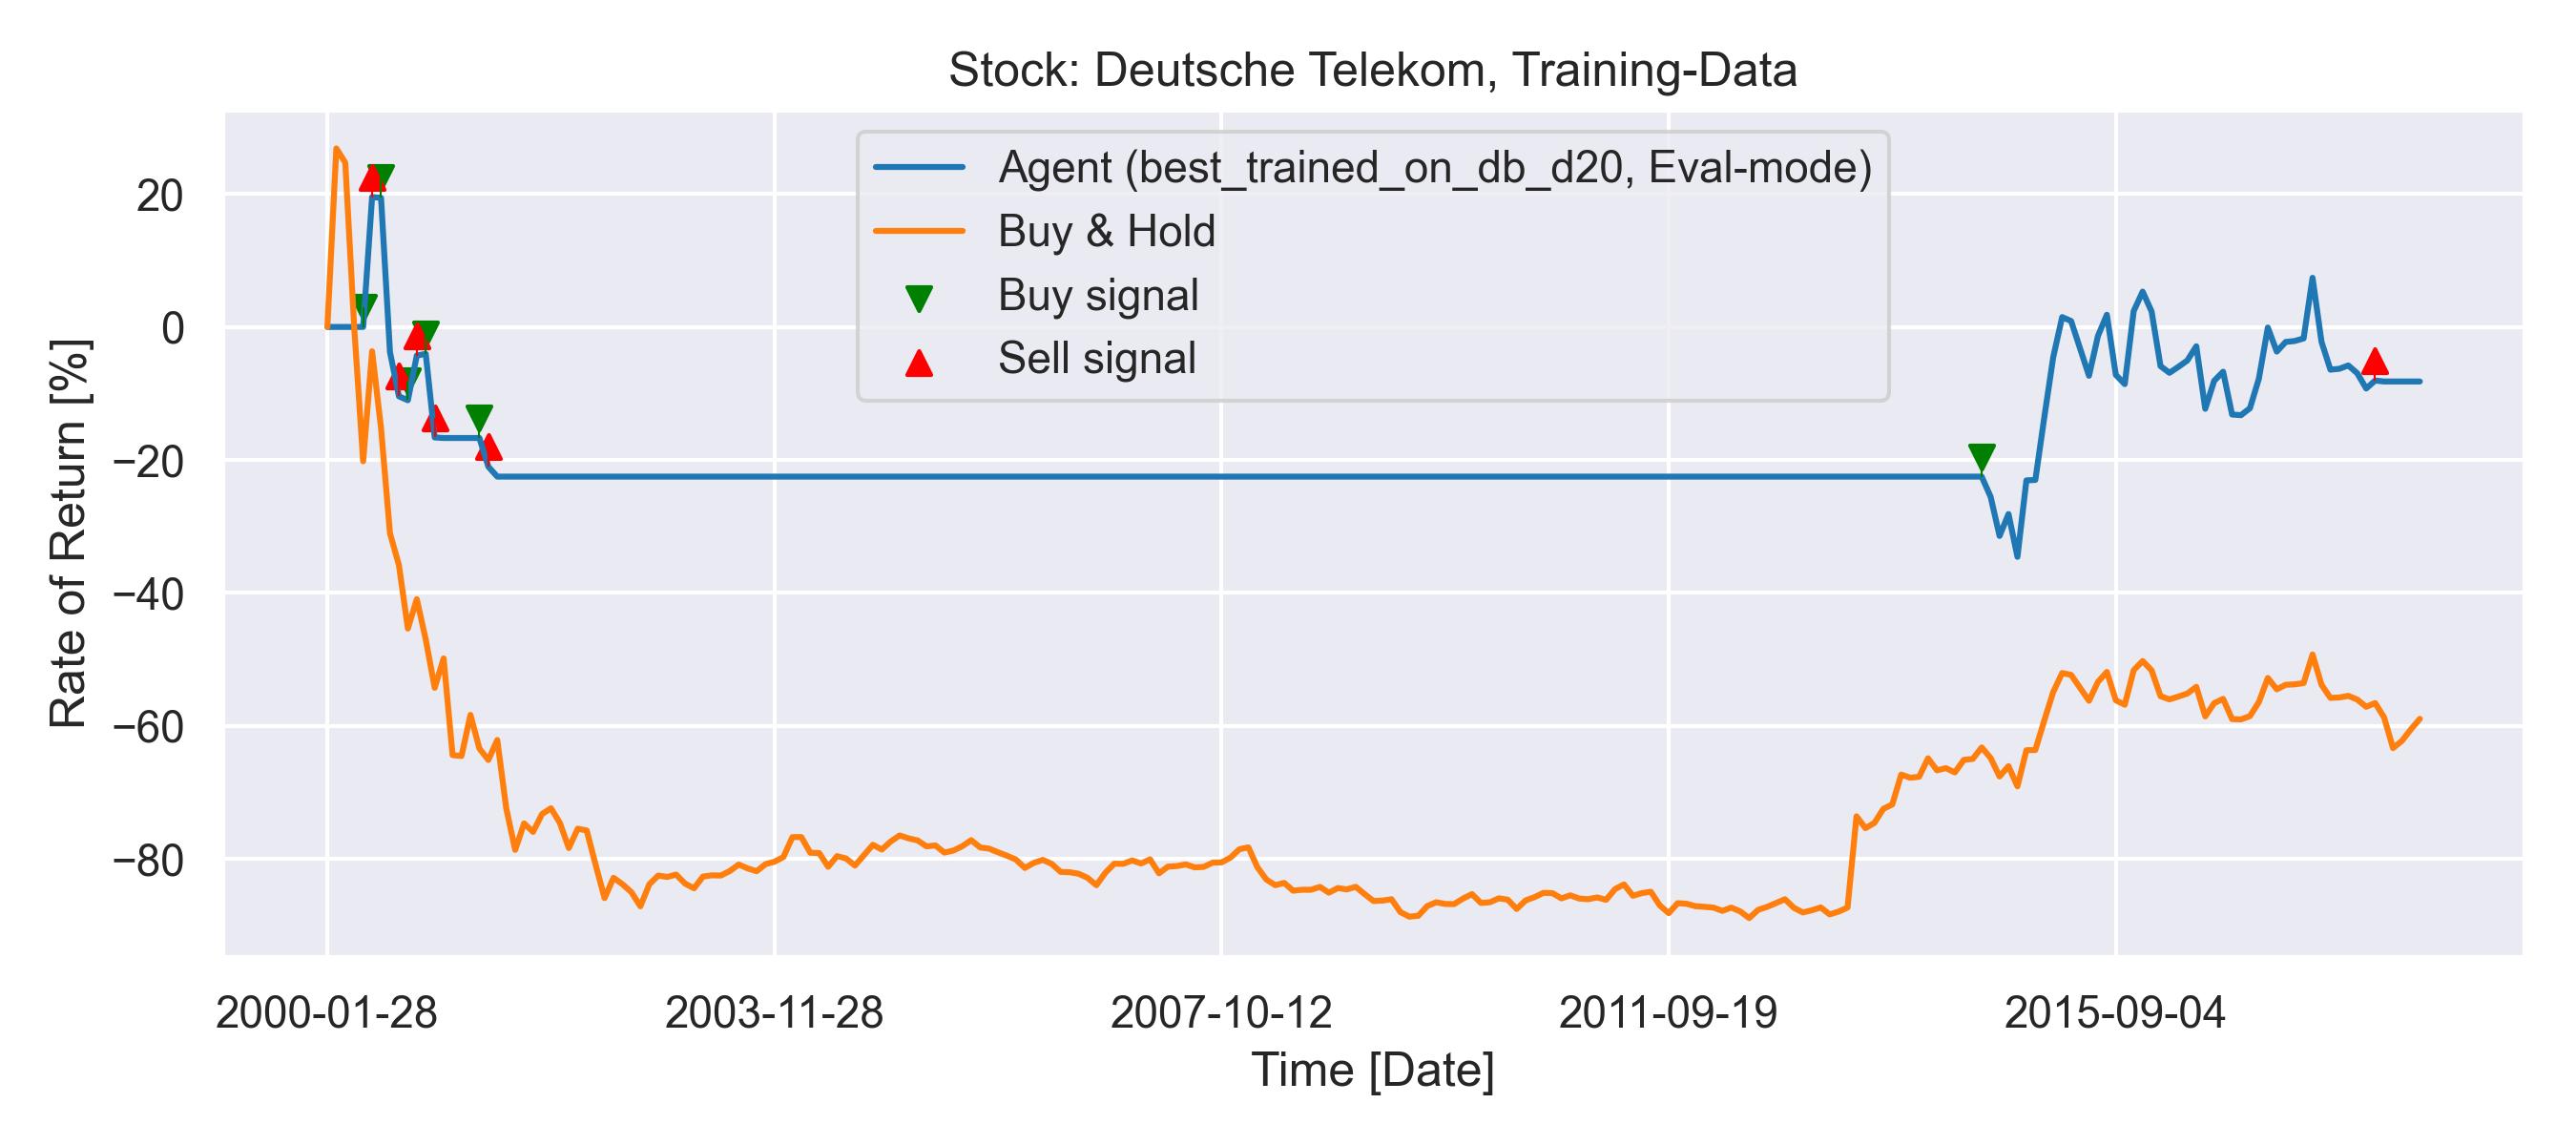 Stock: Deutsche Telekom, Training-Data
Agent (best_trained_on_db_d20, Eval-mode)
Buy & Hold
Buy signal
Sell signal
Rate of Return [%]
20
0
−20
−40
−60
−80
2000-01-28
2003-11-28
2007-10-12
2011-09-19
2015-09-04
Time [Date]